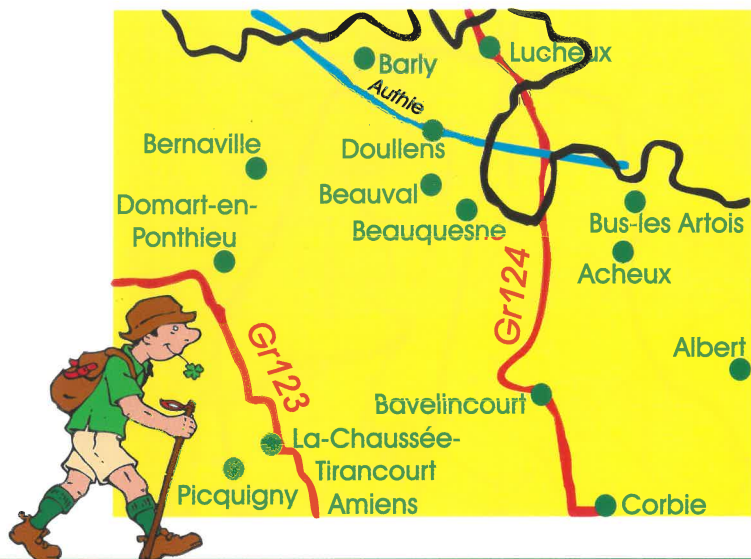 Lucheux
Barly
Authie
Bernaville
Doullens
Beauval
Domart-en-
Ponthieu
Beauquesne
Bus-les Artois
Acheux
Gr124
Gr123
Albert
Bavelincourt
La-Chaussée-
Tirancourt
Picquigny
Amiens
Corbie